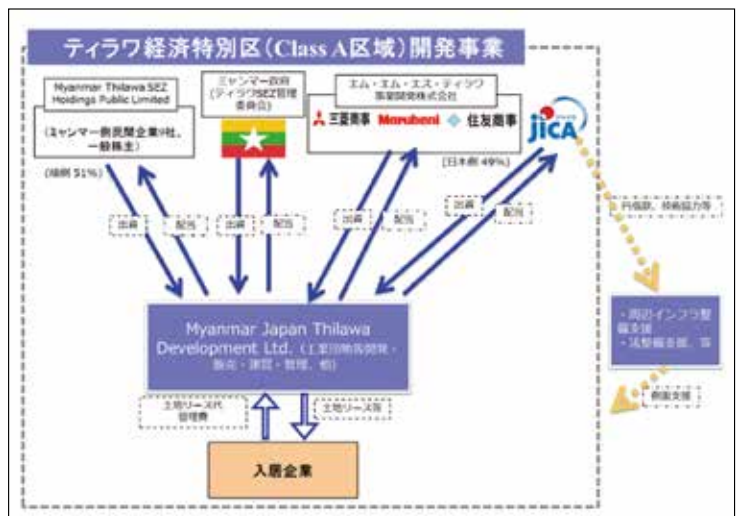 ティラワ経済特別区(Class A区域)開発事業
Myanmar Thilawa SEZ
Holdings Public Limited
(ミャンマー側民間企業9社、
一般株主)
(緬側 51%)
ミャンマー政府
(ティラワSEZ管理
委員会)
エム・エム・エス・ティラワ
事業開発株式会社
三菱商事
Marubeni
住友商事
(日本側 49%)
JICA
出資
配当
出資
配当
出資
配当
出資
配当
円借款、技術協力等
Myanmar Japan Thilawa
Development Ltd. (工業団地等開発・
販売・運営・管理、他)
・周辺インフラ整
備支援
・法整備支援、等
側面支援
土地リース代
管理費
土地リース等
入居企業